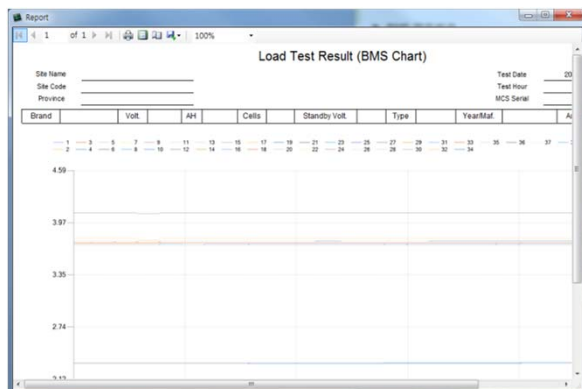 Report
1 of 1 100%
Load Test Result (BMS Chart)
Site Name Test Date 20
Site Code Test Hour
Province MCS Serial
Brand Volt. AH Cells Standby Volt. Type Year/Maf.
1 3 5 7 9 11 13 15 17 19 21 23 25 27 29 31 33 35 36 37
2 4 6 8 10 12 14 16 18 20 22 24 26 28 30 32 34
4.59
3.97
3.35
2.74